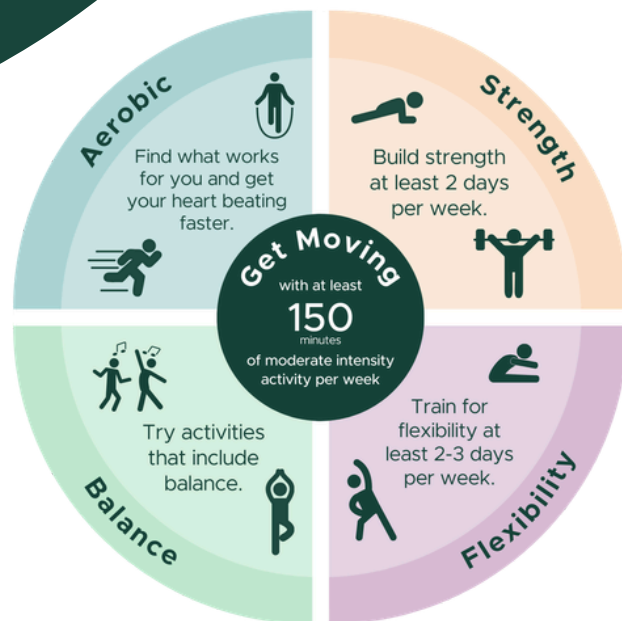 Aerobic
Find what works
for you and get
your heart beating
faster.
Strength
Build strength
at least 2 days
per week.
Get Moving
with at least
150
minutes
of moderate intensity
activity per week
Balance
Try activities
that include
balance.
Flexibility
Train for
flexibility at
least 2-3 days
per week.